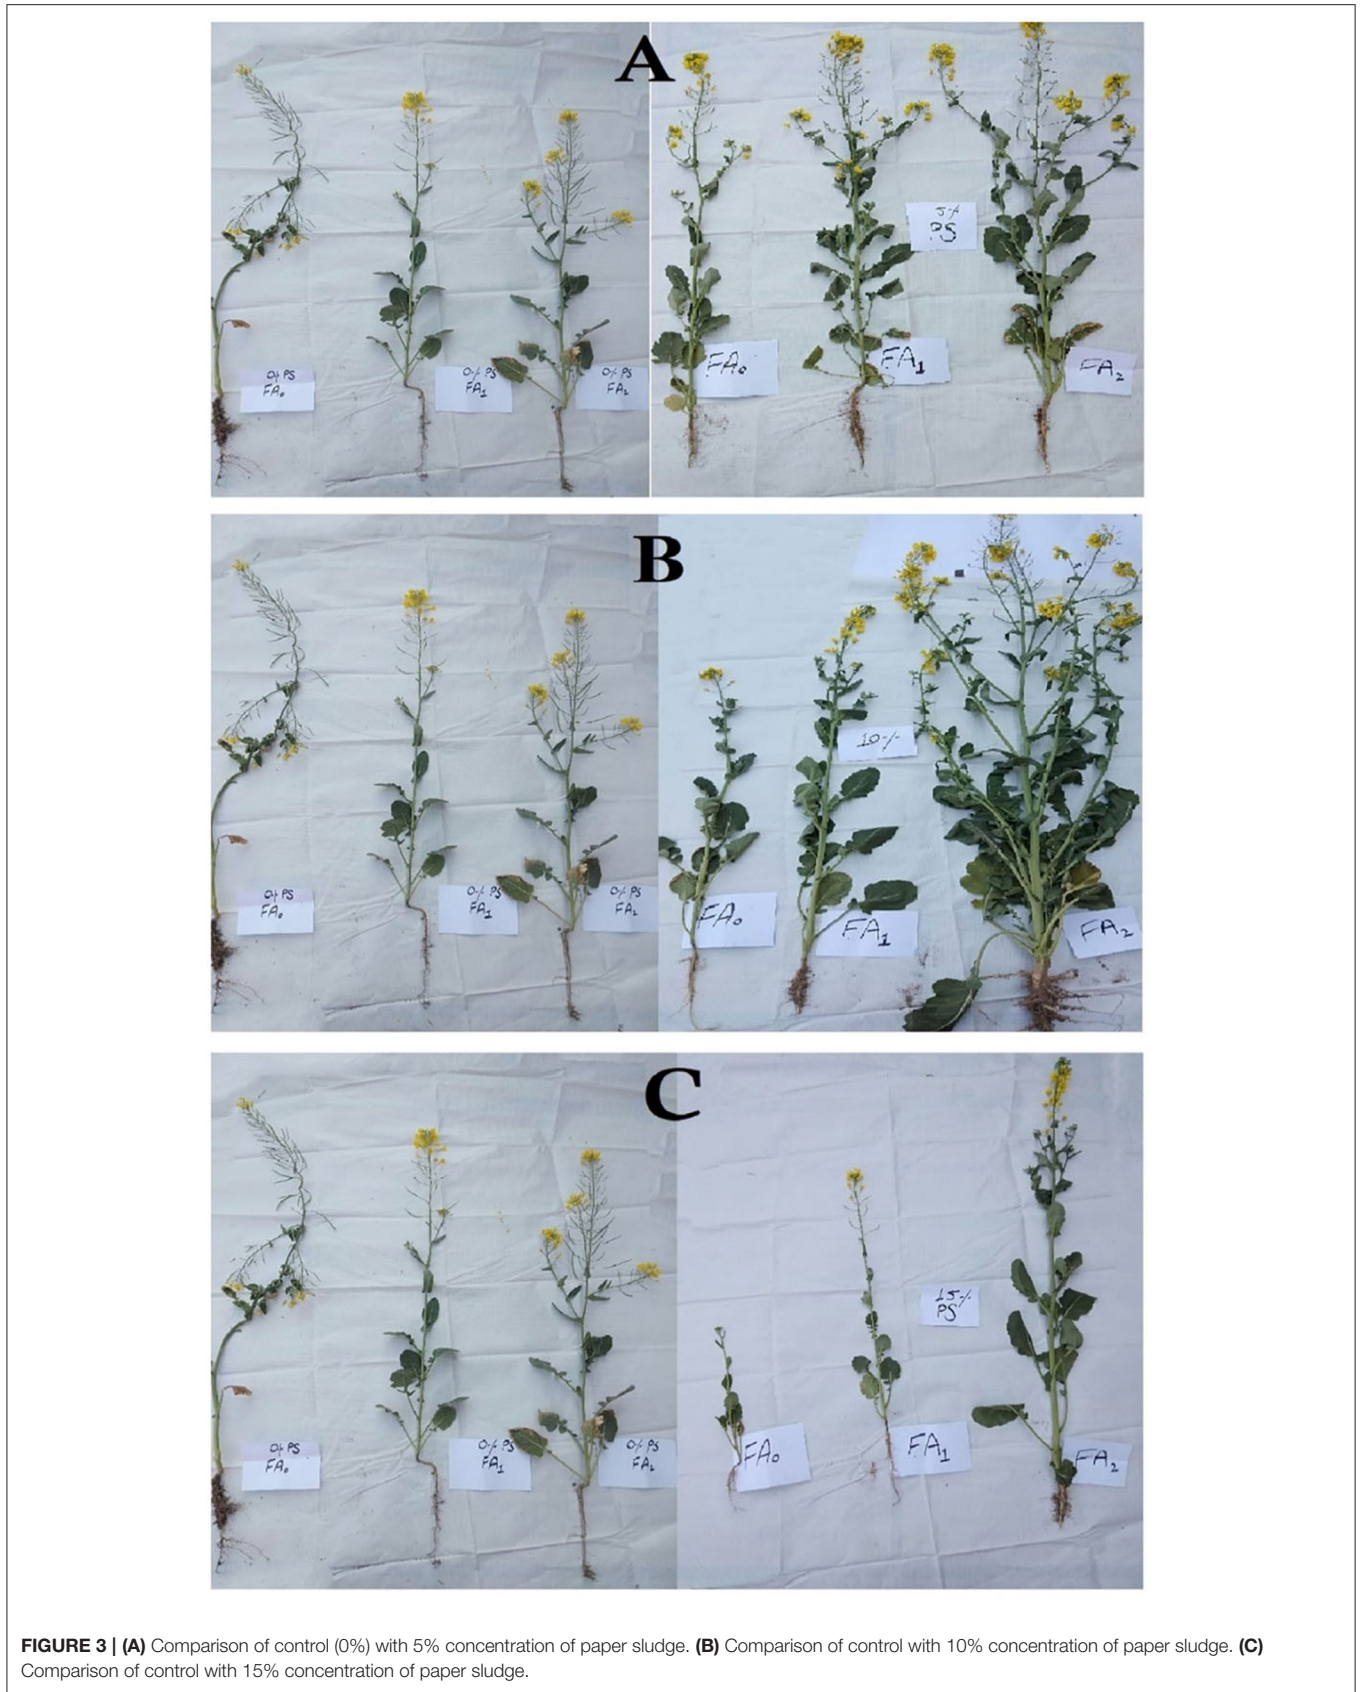 A
0% PS
FA₀
0% PS
FA₁
0% PS
FA₂
5%
PS
FA₀
FA₁
FA₂
B
0% PS
FA₀
0% PS
FA₁
0% PS
FA₂
10%
FA₀
FA₁
FA₂
C
0% PS
FA₀
0% PS
FA₁
0% PS
FA₂
15%
PS
FA₀
FA₁
FA₂
FIGURE 3 | (A) Comparison of control (0%) with 5% concentration of paper sludge. (B) Comparison of control with 10% concentration of paper sludge. (C)
Comparison of control with 15% concentration of paper sludge.